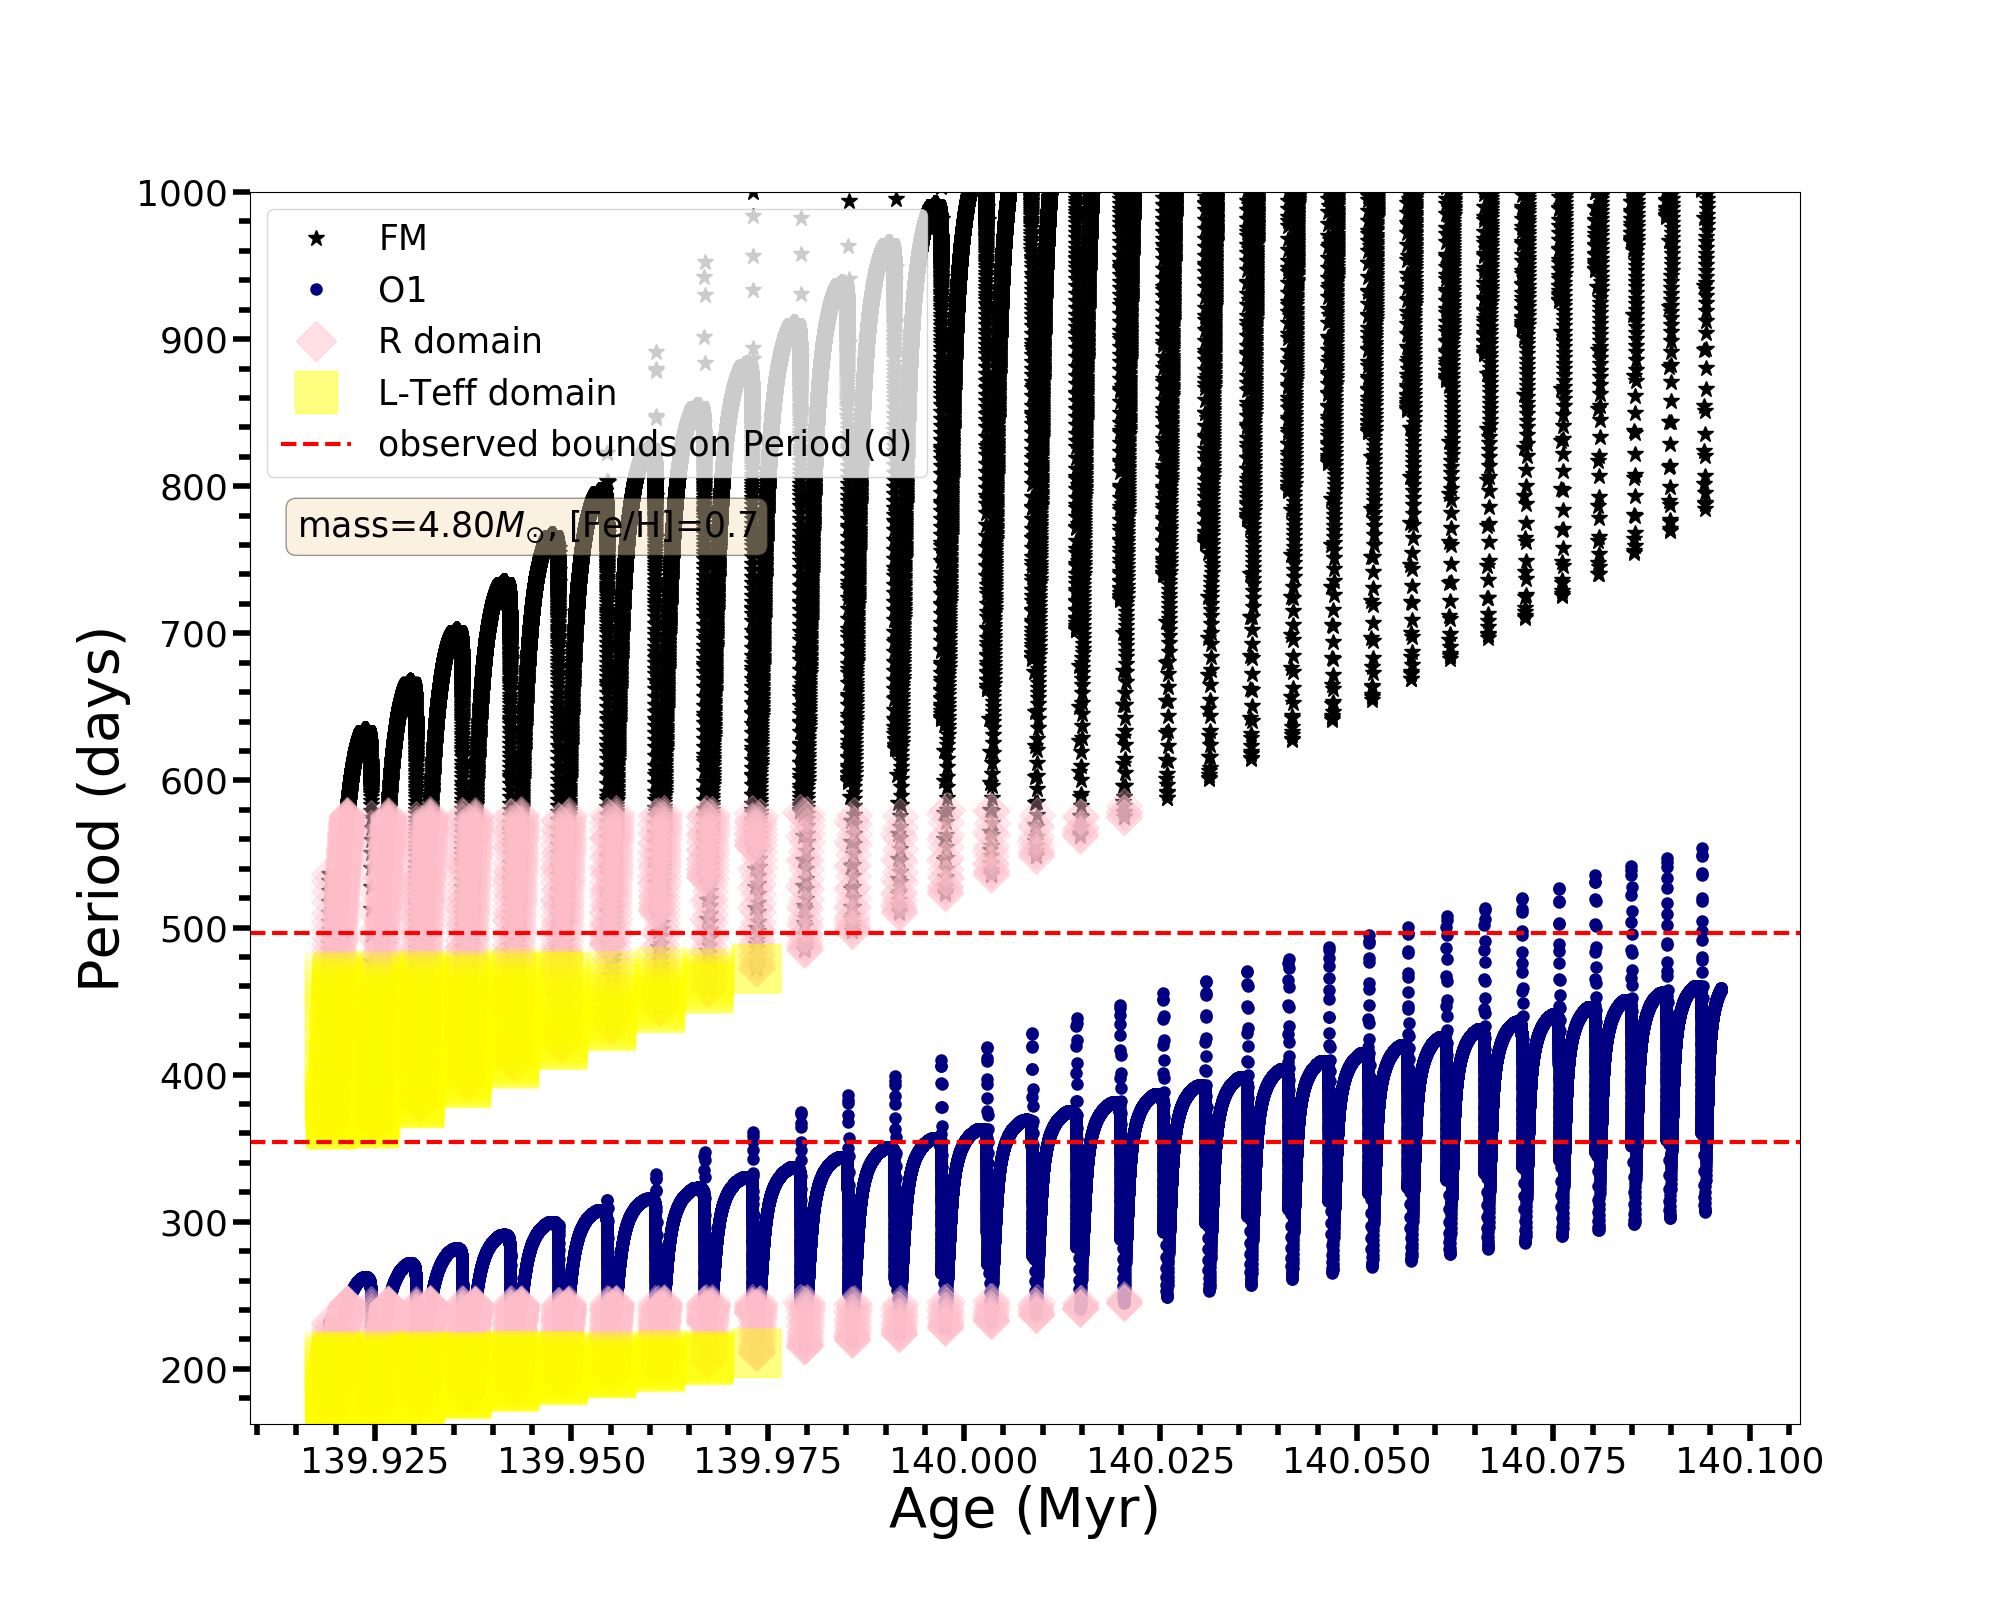 1000
900
800
700
600
500
400
300
200
Period (days)
FM
O1
R domain
L-Teff domain
observed bounds on Period (d)
mass=4.80M⊙, [Fe/H]=0.7
139.925 139.950 139.975 140.000 140.025 140.050 140.075 140.100
Age (Myr)